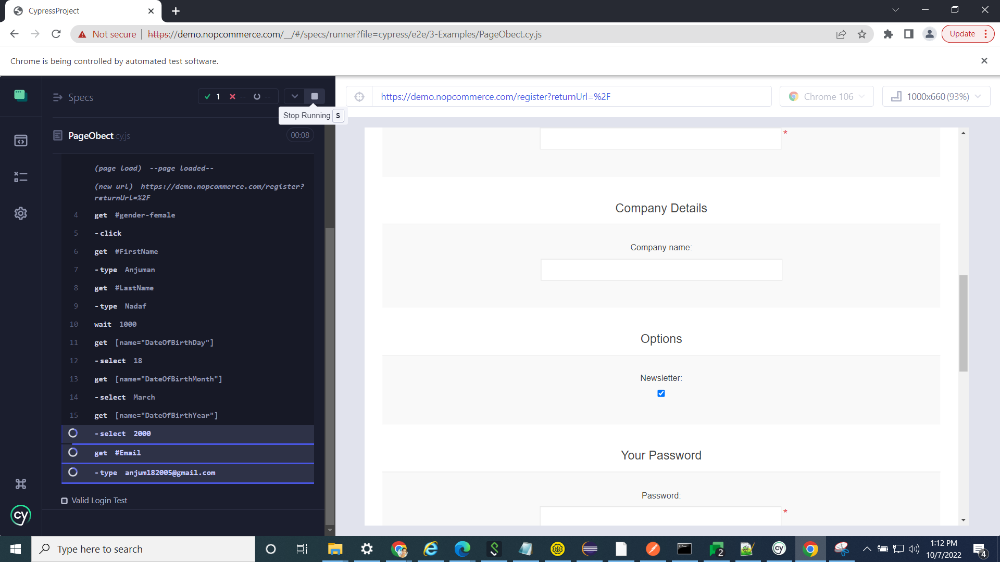 CypressProject
Not secure | https://demo.nopcommerce.com/__/#/specs/runner?file=cypress/e2e/3-Examples/PageObect.cy.js
Update
Chrome is being controlled by automated test software.
Specs
1 -- --
Stop Running S
https://demo.nopcommerce.com/register?returnUrl=%2F
Chrome 106
1000x660 (93%)
PageObect.cy.js
00:08
(page load) --page loaded--
(new url) https://demo.nopcommerce.com/register?
returnUrl=%2F
4 get #gender-female
5 -click
6 get #FirstName
7 -type Anjuman
8 get #LastName
9 -type Nadaf
10 wait 1000
11 get [name="DateOfBirthDay"]
12 -select 18
13 get [name="DateOfBirthMonth"]
14 -select March
15 get [name="DateOfBirthYear"]
-select 2000
get #Email
-type anjum182005@gmail.com
Valid Login Test
cy
*
Company Details
Company name:
Options
Newsletter:
Your Password
Password:
*
Type here to search
2
cy
1:12 PM
10/7/2022
4